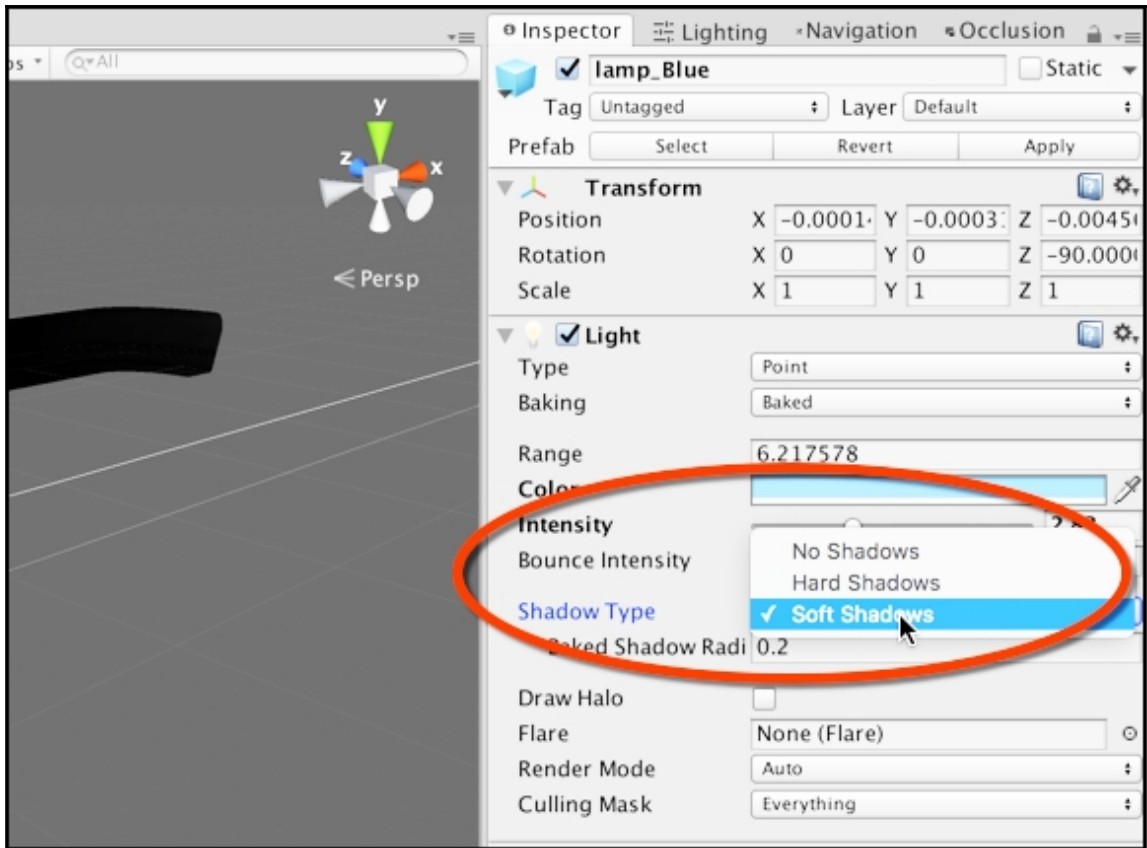 Inspector Lighting Navigation Occlusion
os All
lamp_Blue Static
Tag Untagged Layer Default
Prefab Select Revert Apply
y
z x
Persp
Transform
Position X -0.0001 Y -0.0003 Z -0.0045
Rotation X 0 Y 0 Z -90.000
Scale X 1 Y 1 Z 1
Light
Type Point
Baking Baked
Range 6.217578
Color
Intensity
Bounce Intensity
No Shadows
Hard Shadows
Shadow Type ✓ Soft Shadows
Baked Shadow Radi 0.2
Draw Halo
Flare None (Flare)
Render Mode Auto
Culling Mask Everything